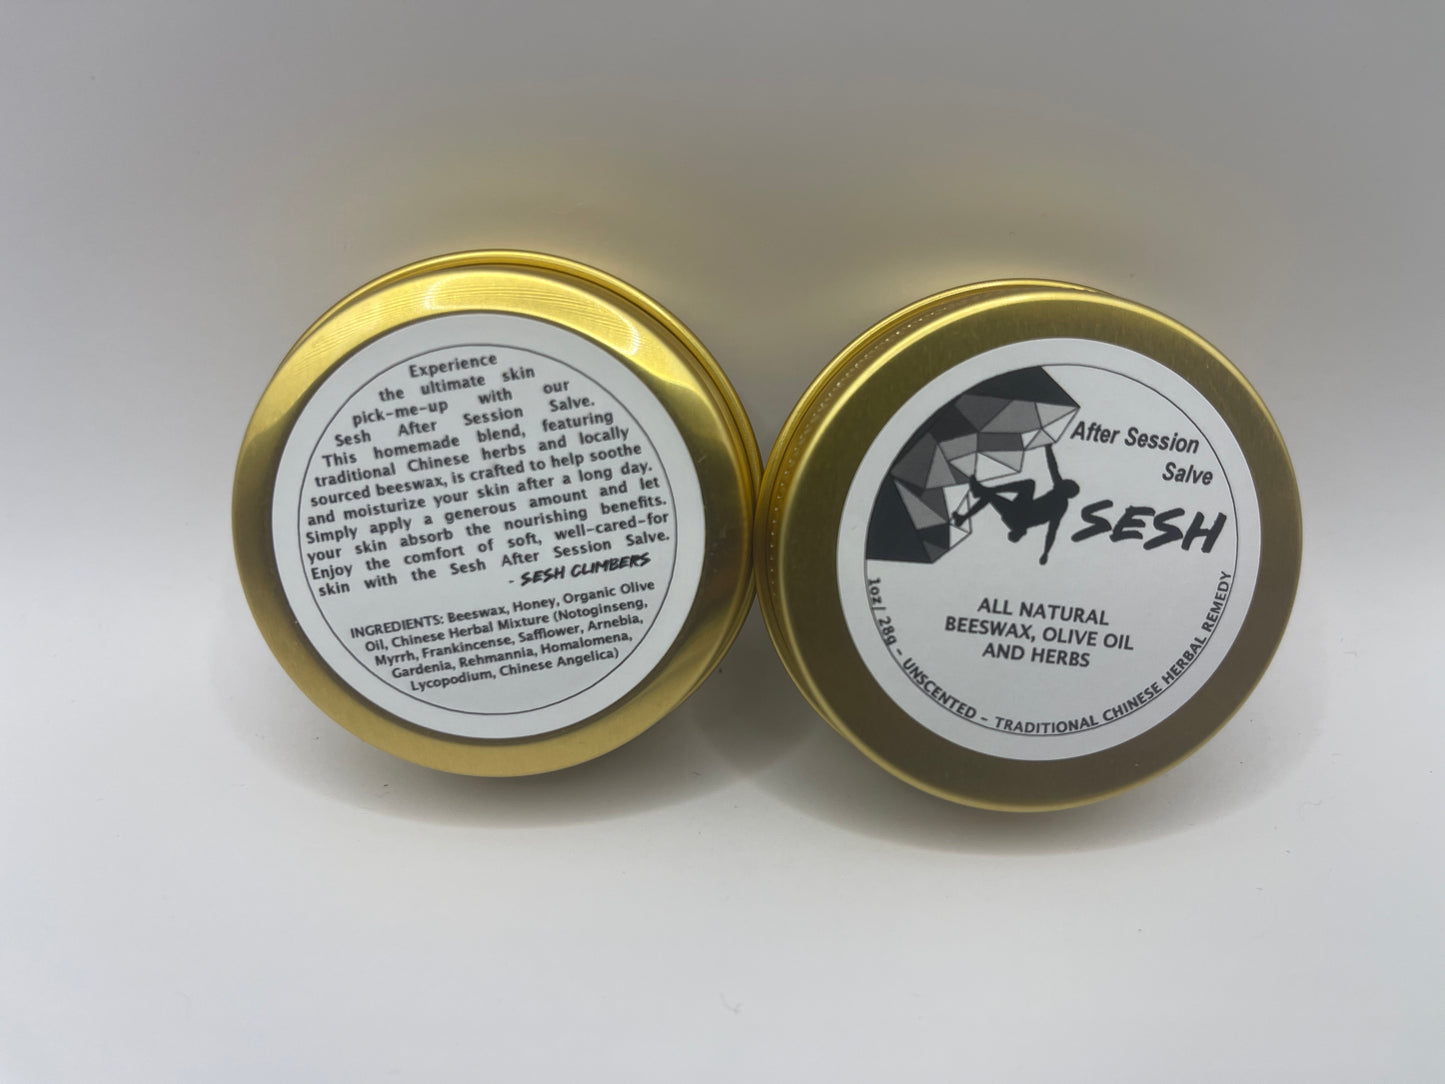 Experience
the ultimate skin
pick-me-up with our
Sesh After Session Salve.
This homemade blend, featuring
traditional Chinese herbs and locally
sourced beeswax, is crafted to help soothe
and moisturize your skin after a long day.
Simply apply a generous amount and let
your skin absorb the nourishing benefits.
Enjoy the comfort of soft, well-cared-for
skin with the Sesh After Session Salve.
- SESH CLIMBERS
INGREDIENTS: Beeswax, Honey, Organic Olive
Oil, Chinese Herbal Mixture (Notoginseng,
Myrrh, Frankincense, Safflower, Arnebia,
Gardenia, Rehmannia, Homalomena,
Lycopodium, Chinese Angelica)
After Session
Salve
SESH
ALL NATURAL
BEESWAX, OLIVE OIL
AND HERBS
1oz/ 28g - UNSCENTED - TRADITIONAL CHINESE HERBAL REMEDY